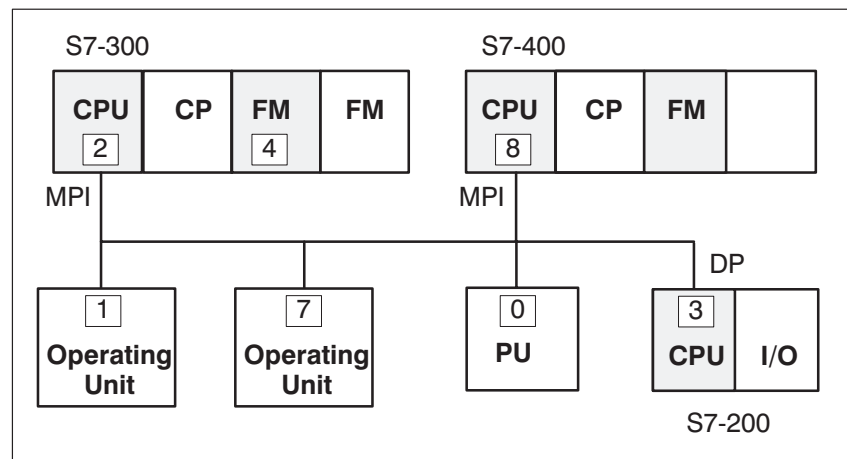 S7-300
S7-400
CPU CP FM FM
2 4
CPU CP FM
8
MPI
MPI
DP
1
Operating
Unit
7
Operating
Unit
0
PU
3
CPU I/O
S7-200